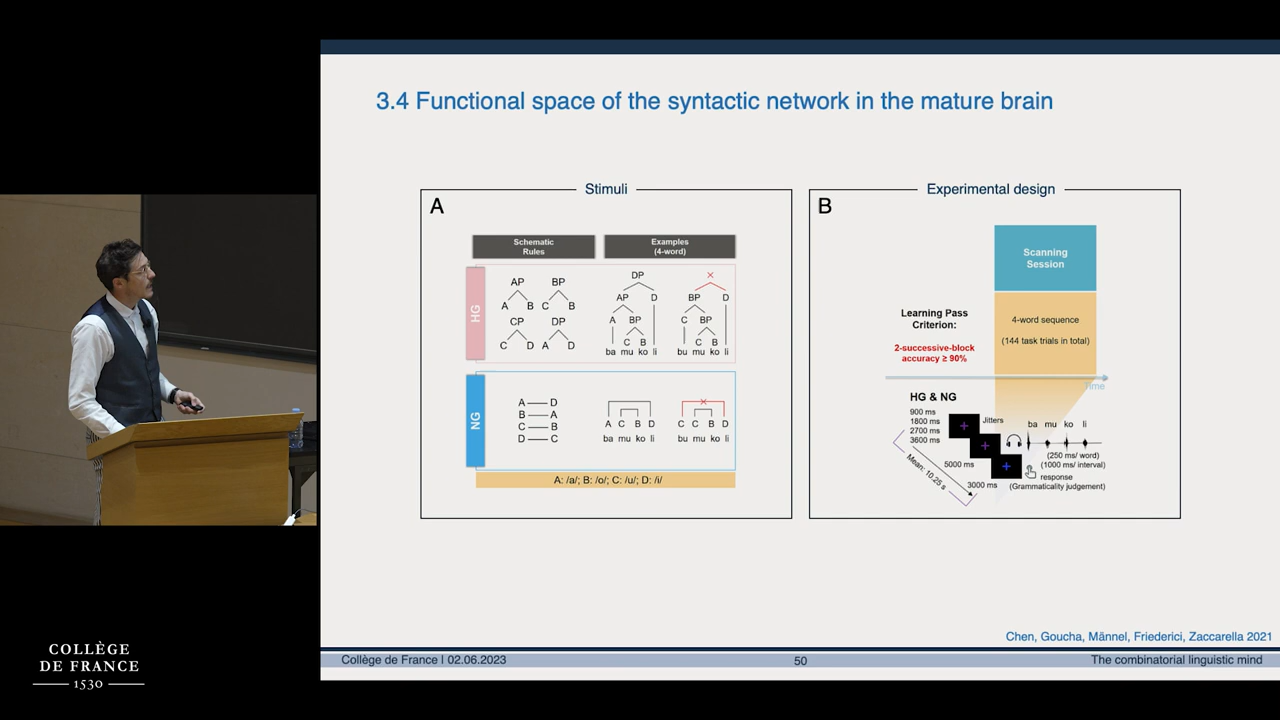 3.4 Functional space of the syntactic network in the mature brain
Stimuli
A
Schematic
Rules
Examples
(4-word)
HG
AP BP
A B C B
CP DP
C D A D
DP
AP D
A BP
C B
ba mu ko li
×
BP D
C BP
C B
bu mu ko li
NG
A D
B A
C B
D C
A C B D
ba mu ko li
×
C C B D
bu mu ko li
A: /a/; B: /o/; C: /u/; D: /i/
Experimental design
B
Scanning
Session
Learning Pass
Criterion:
2-successive-block
accuracy ≥ 90%
4-word sequence
(144 task trials in total)
Time
HG & NG
900 ms
1800 ms
2700 ms
3600 ms
Jitters
ba mu ko li
(250 ms/ word)
(1000 ms/ interval)
5000 ms
response
(Grammaticality judgement)
3000 ms
Mean: 10.25 s
Chen, Goucha, Männel, Friederici, Zaccarella 2021
Collège de France | 02.06.2023
50
The combinatorial linguistic mind
COLLÈGE
DE FRANCE
1530